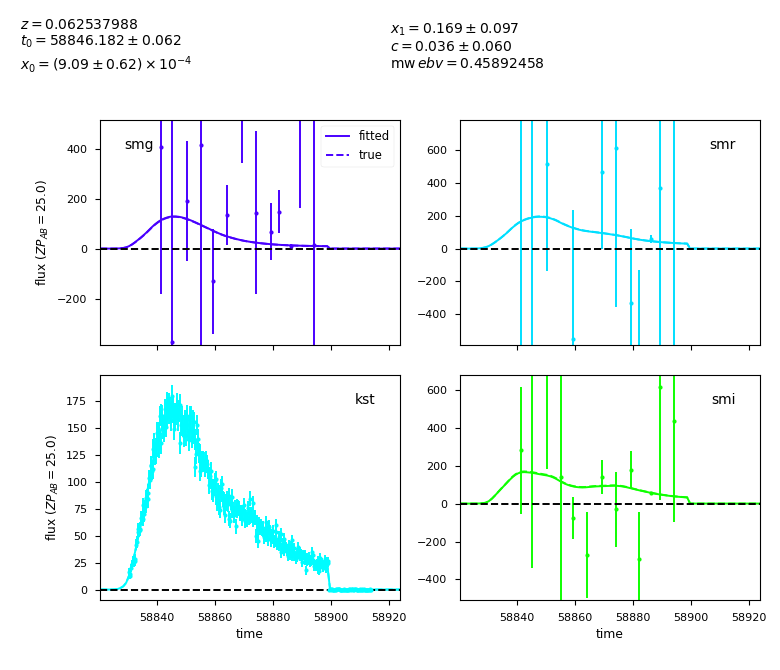 z = 0.062537988
t₀ = 58846.182 ± 0.062
x₀ = (9.09 ± 0.62) × 10⁻⁴
x₁ = 0.169 ± 0.097
c = 0.036 ± 0.060
mw ebv = 0.45892458
smg
fitted
true
400
200
0
−200
flux (ZP_AB = 25.0)
smr
600
400
200
0
−200
−400
kst
175
150
125
100
75
50
25
0
flux (ZP_AB = 25.0)
58840 58860 58880 58900 58920
time
smi
600
400
200
0
−200
−400
58840 58860 58880 58900 58920
time